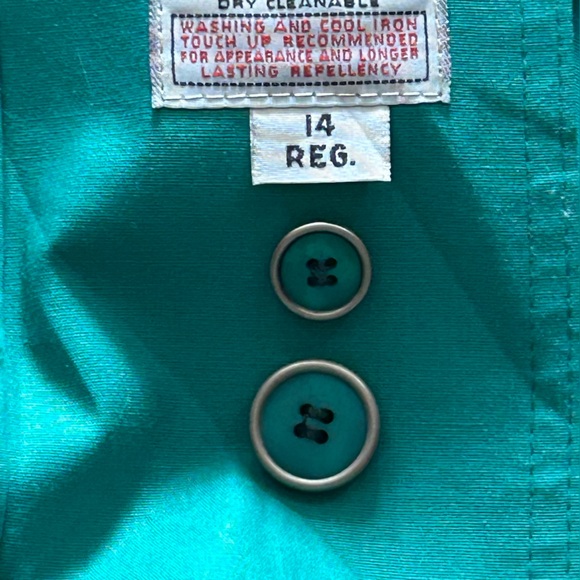 DRY CLEANABLE
WASHING AND COOL IRON
TOUCH UP RECOMMENDED
FOR APPEARANCE AND LONGER
LASTING REPELLENCY
14
REG.